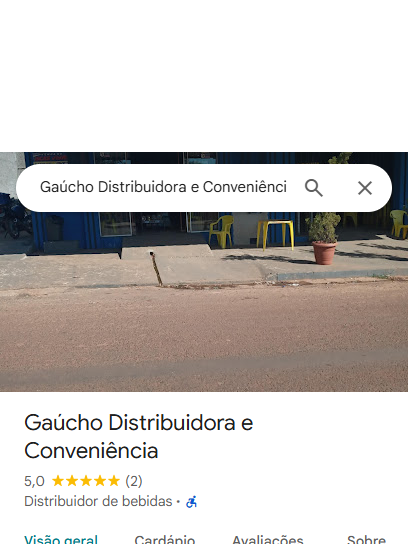 Gaúcho Distribuidora e Conveniênci
Gaúcho Distribuidora e
Conveniência
5,0 (2)
Distribuidor de bebidas ·
Visão geral Cardápio Avaliações Sobre